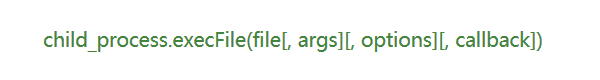 child_process.execFile(file[, args][, options][, callback])